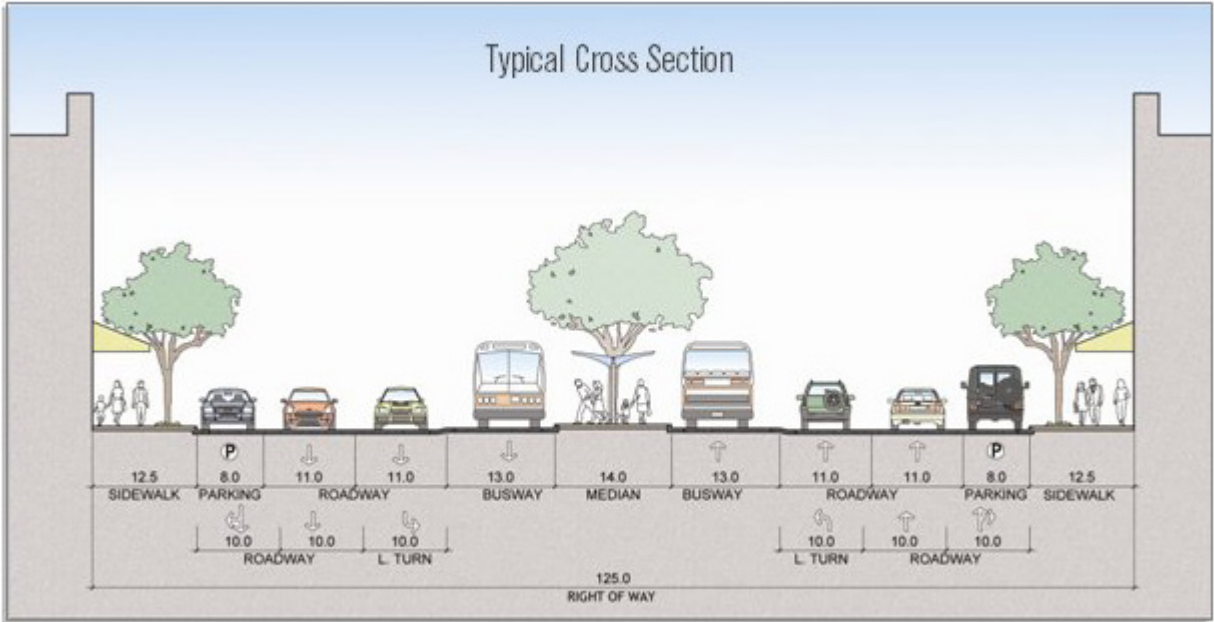 Typical Cross Section
P P
12.5 8.0 11.0 11.0 13.0 14.0 13.0 11.0 11.0 8.0 12.5
SIDEWALK PARKING ROADWAY BUSWAY MEDIAN BUSWAY ROADWAY PARKING SIDEWALK
10.0 10.0 10.0 10.0 10.0 10.0
ROADWAY L. TURN L. TURN ROADWAY
125.0
RIGHT OF WAY